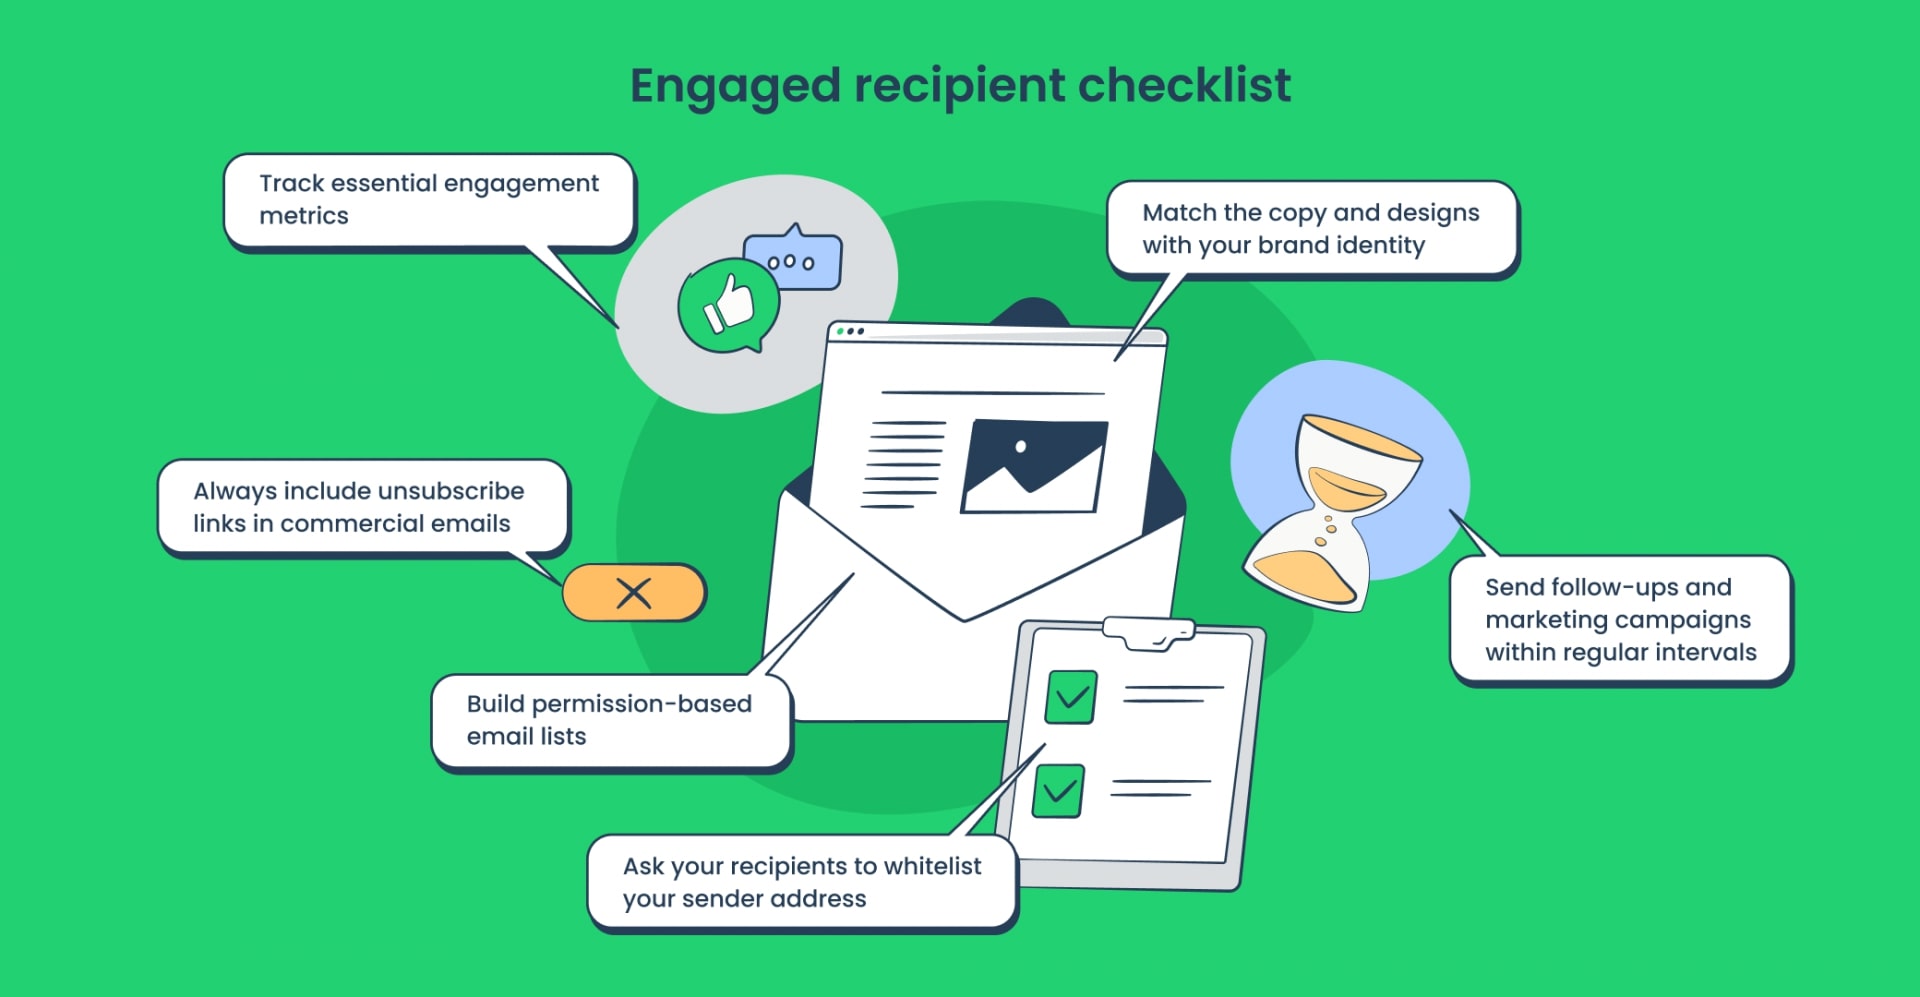 Engaged recipient checklist
Track essential engagement
metrics
Match the copy and designs
with your brand identity
Always include unsubscribe
links in commercial emails
Send follow-ups and
marketing campaigns
within regular intervals
Build permission-based
email lists
Ask your recipients to whitelist
your sender address